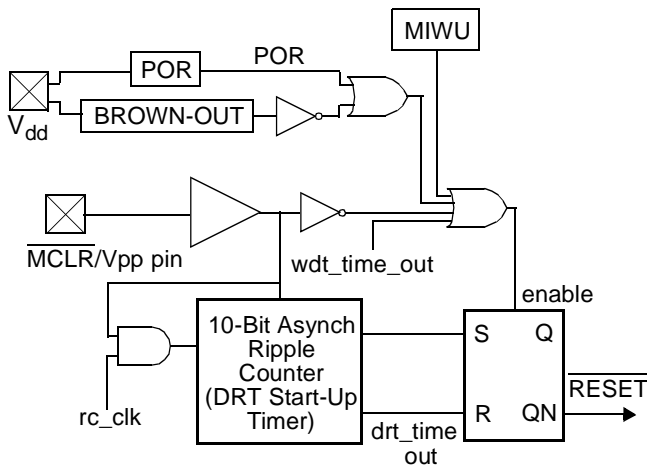 MIWU
POR
POR
BROWN-OUT
Vdd
MCLR/Vpp pin
wdt_time_out
enable
10-Bit Asynch
Ripple
Counter
(DRT Start-Up
Timer)
S Q
RESET
R QN
rc_clk
drt_time
out